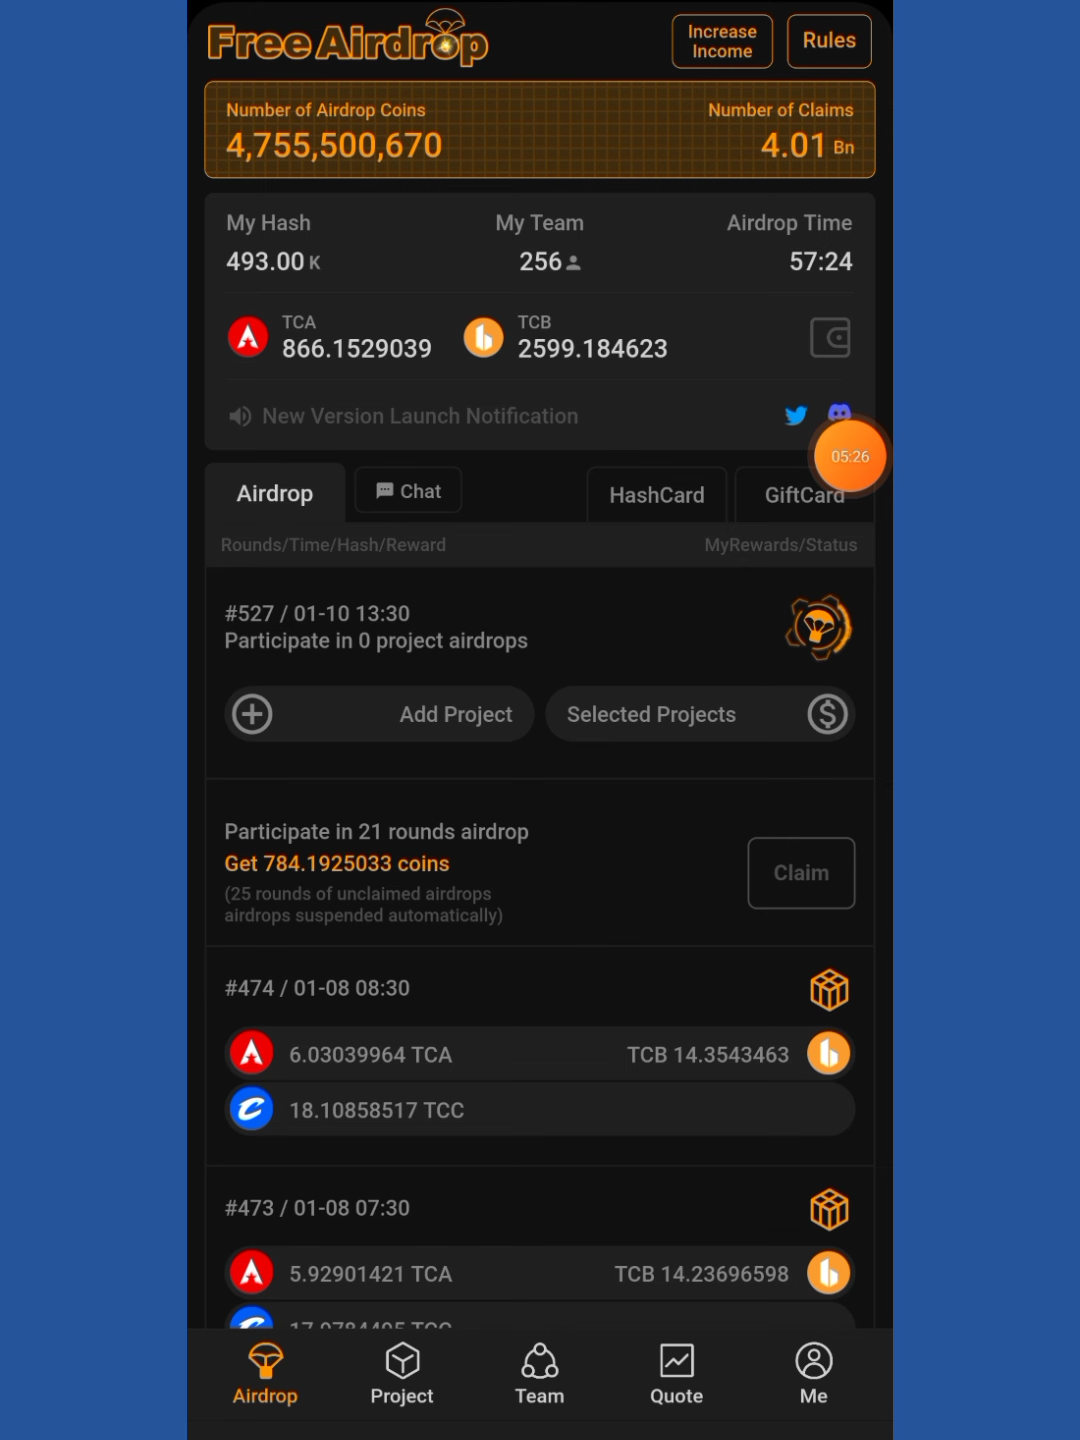 Free Airdrop
Increase
Income
Rules
Number of Airdrop Coins
Number of Claims
4,755,500,670
4.01 Bn
My Hash
My Team
Airdrop Time
493.00 K
256
57:24
TCA
866.1529039
TCB
2599.184623
New Version Launch Notification
05:26
Airdrop
Chat
HashCard
GiftCard
Rounds/Time/Hash/Reward
MyRewards/Status
#527 / 01-10 13:30
Participate in 0 project airdrops
Add Project
Selected Projects
Participate in 21 rounds airdrop
Get 784.1925033 coins
(25 rounds of unclaimed airdrops
airdrops suspended automatically)
Claim
#474 / 01-08 08:30
6.03039964 TCA
TCB 14.3543463
18.10858517 TCC
#473 / 01-08 07:30
5.92901421 TCA
TCB 14.23696598
Airdrop
Project
Team
Quote
Me